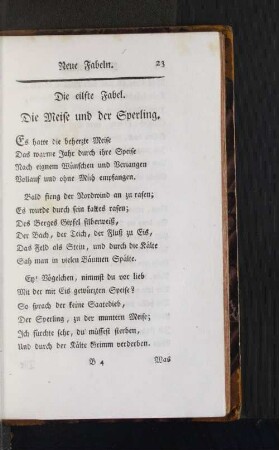 Neue Fabeln. 23
Die eilfte Fabel.
Die Meise und der Sperling.
Es hatte die beherzte Meise
Das warme Jahr durch ihre Speise
Nach eignem Wünschen und Verlangen
Vollauf und ohne Müh empfangen.
Bald fieng der Nordwind an zu rasen;
Es wurde durch sein kaltes
Des Berges Gipfel silberweiß,
Der Bach, der Teich, der Fluß zu Eis,
Das Feld als Stein, und durch die Kälte
Sah man in vielen Bäumen Spälte.
Ey! Vögelchen, nimmst du vor lieb
Mit der mit Eis gewürzten Speise?
So sprach der kleine Saatedieb,
Der Sperling, zu der muntern Meise;
Ich fürchte sehr, du müssest sterben,
Und durch der Kälte Grimm verderben.
B 4 Was